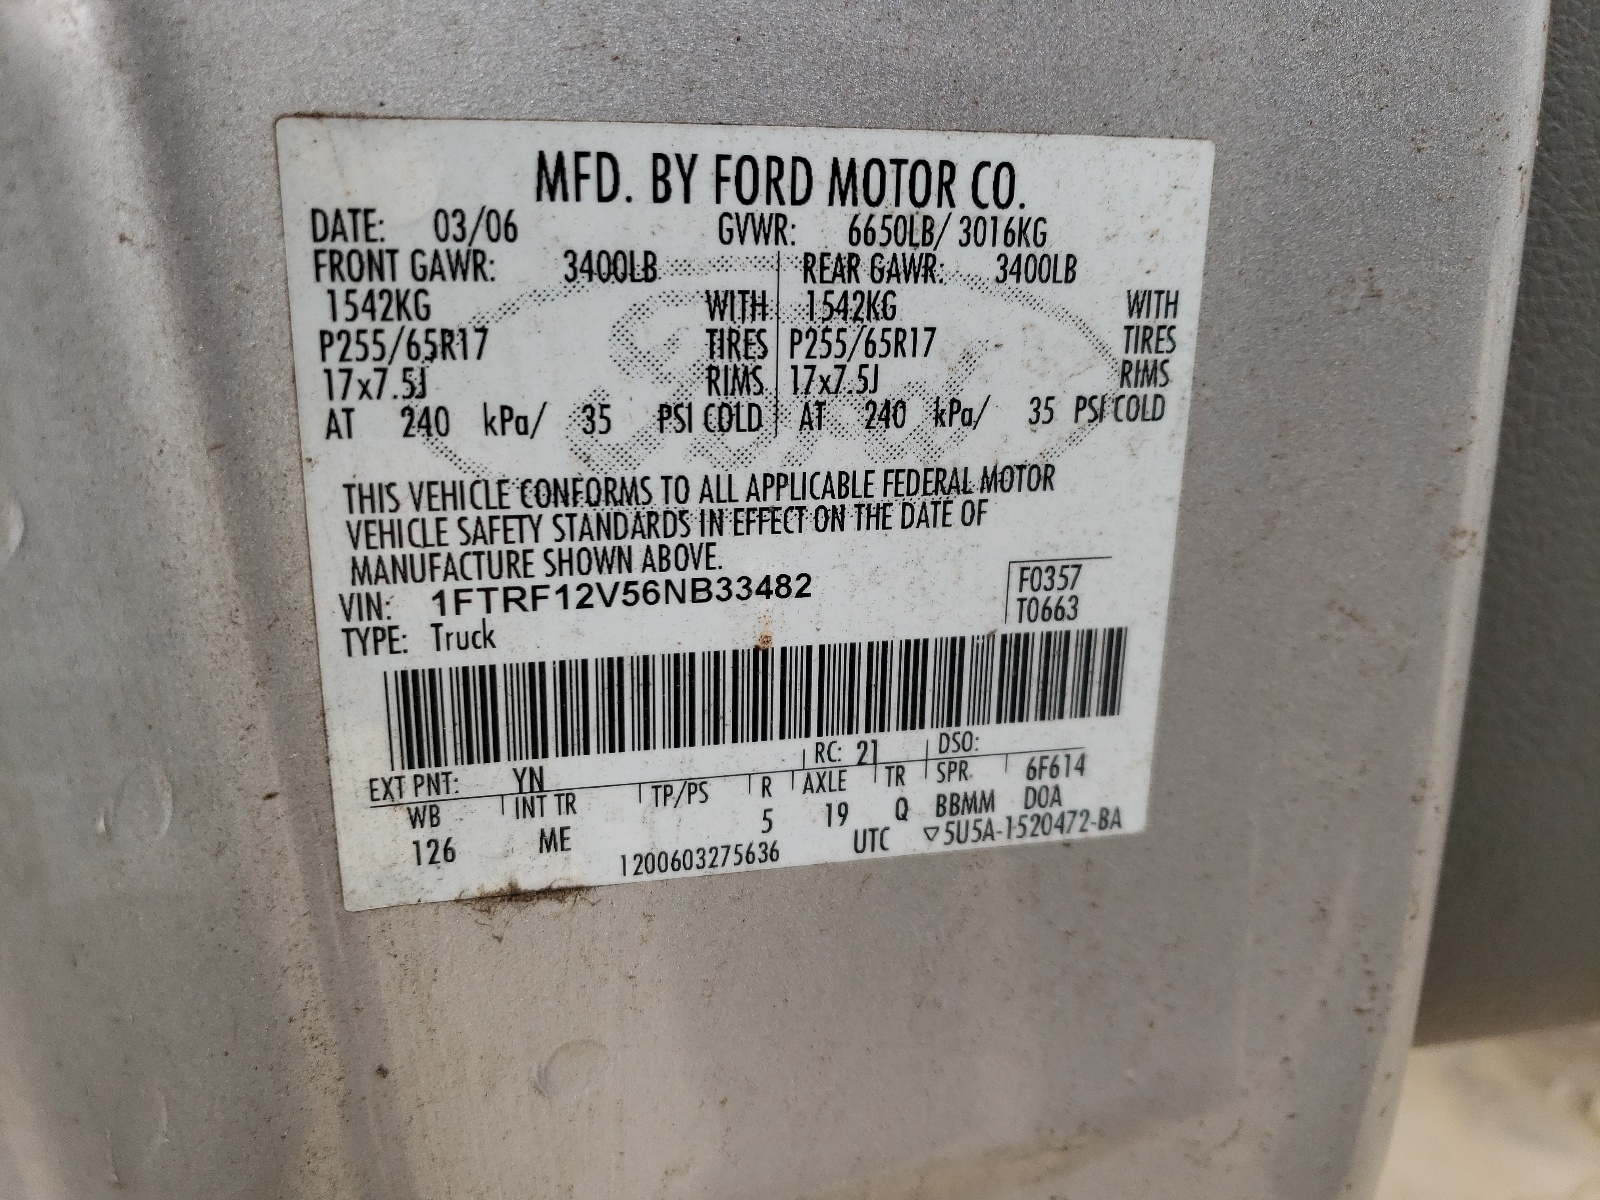 MFD. BY FORD MOTOR CO.
DATE: 03/06 GVWR: 6650LB/ 3016KG
FRONT GAWR: 3400LB REAR GAWR: 3400LB
1542KG WITH 1542KG WITH
P255/65R17 TIRES P255/65R17 TIRES
17x7.5J RIMS 17x7.5J RIMS
AT 240 kPa/ 35 PSI COLD AT 240 kPa/ 35 PSI COLD
Ford
THIS VEHICLE CONFORMS TO ALL APPLICABLE FEDERAL MOTOR
VEHICLE SAFETY STANDARDS IN EFFECT ON THE DATE OF
MANUFACTURE SHOWN ABOVE.
VIN: 1FTRF12V56NB33482 F0357
TYPE: Truck T0663
EXT PNT: YN RC: 21 DSO:
WB INT TR TP/PS R AXLE TR SPR 6F614
126 ME 5 19 Q BBMM DOA
1200603275636 UTC ▽5U5A-1520472-BA